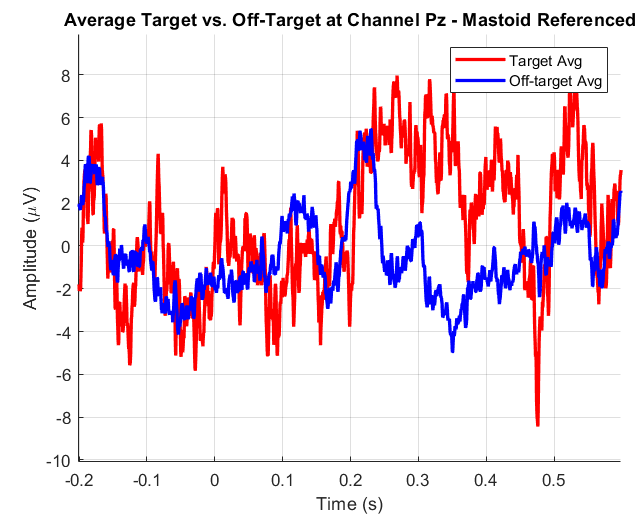 Average Target vs. Off-Target at Channel Pz - Mastoid Referenced
Target Avg
Off-target Avg
8
6
4
2
0
-2
-4
-6
-8
-10
Amplitude (μV)
-0.2 -0.1 0 0.1 0.2 0.3 0.4 0.5
Time (s)